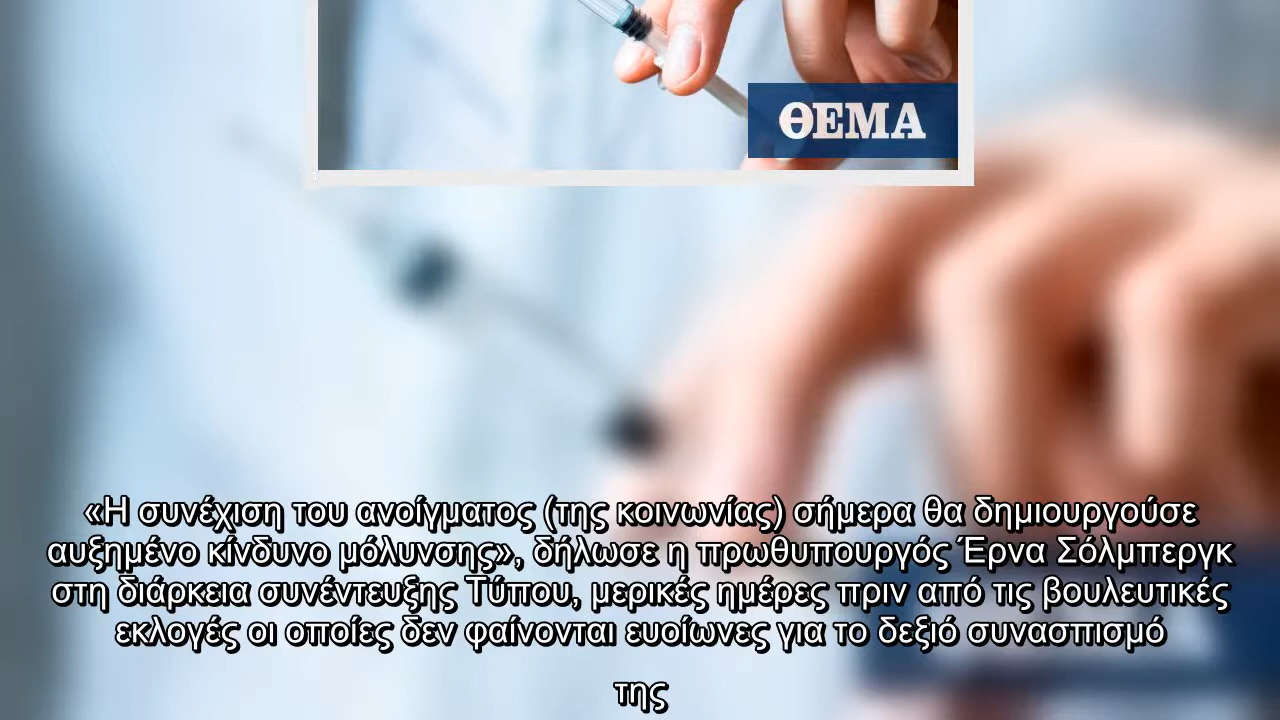 ΘΕΜΑ
«Η συνέχιση του ανοίγματος (της κοινωνίας) σήμερα θα δημιουργούσε
αυξημένο κίνδυνο μόλυνσης», δήλωσε η πρωθυπουργός Έρνα Σόλμπεργκ
στη διάρκεια συνέντευξης Τύπου, μερικές ημέρες πριν από τις βουλευτικές
εκλογές οι οποίες δεν φαίνονται ευοίωνες για το δεξιό συνασπισμό
της